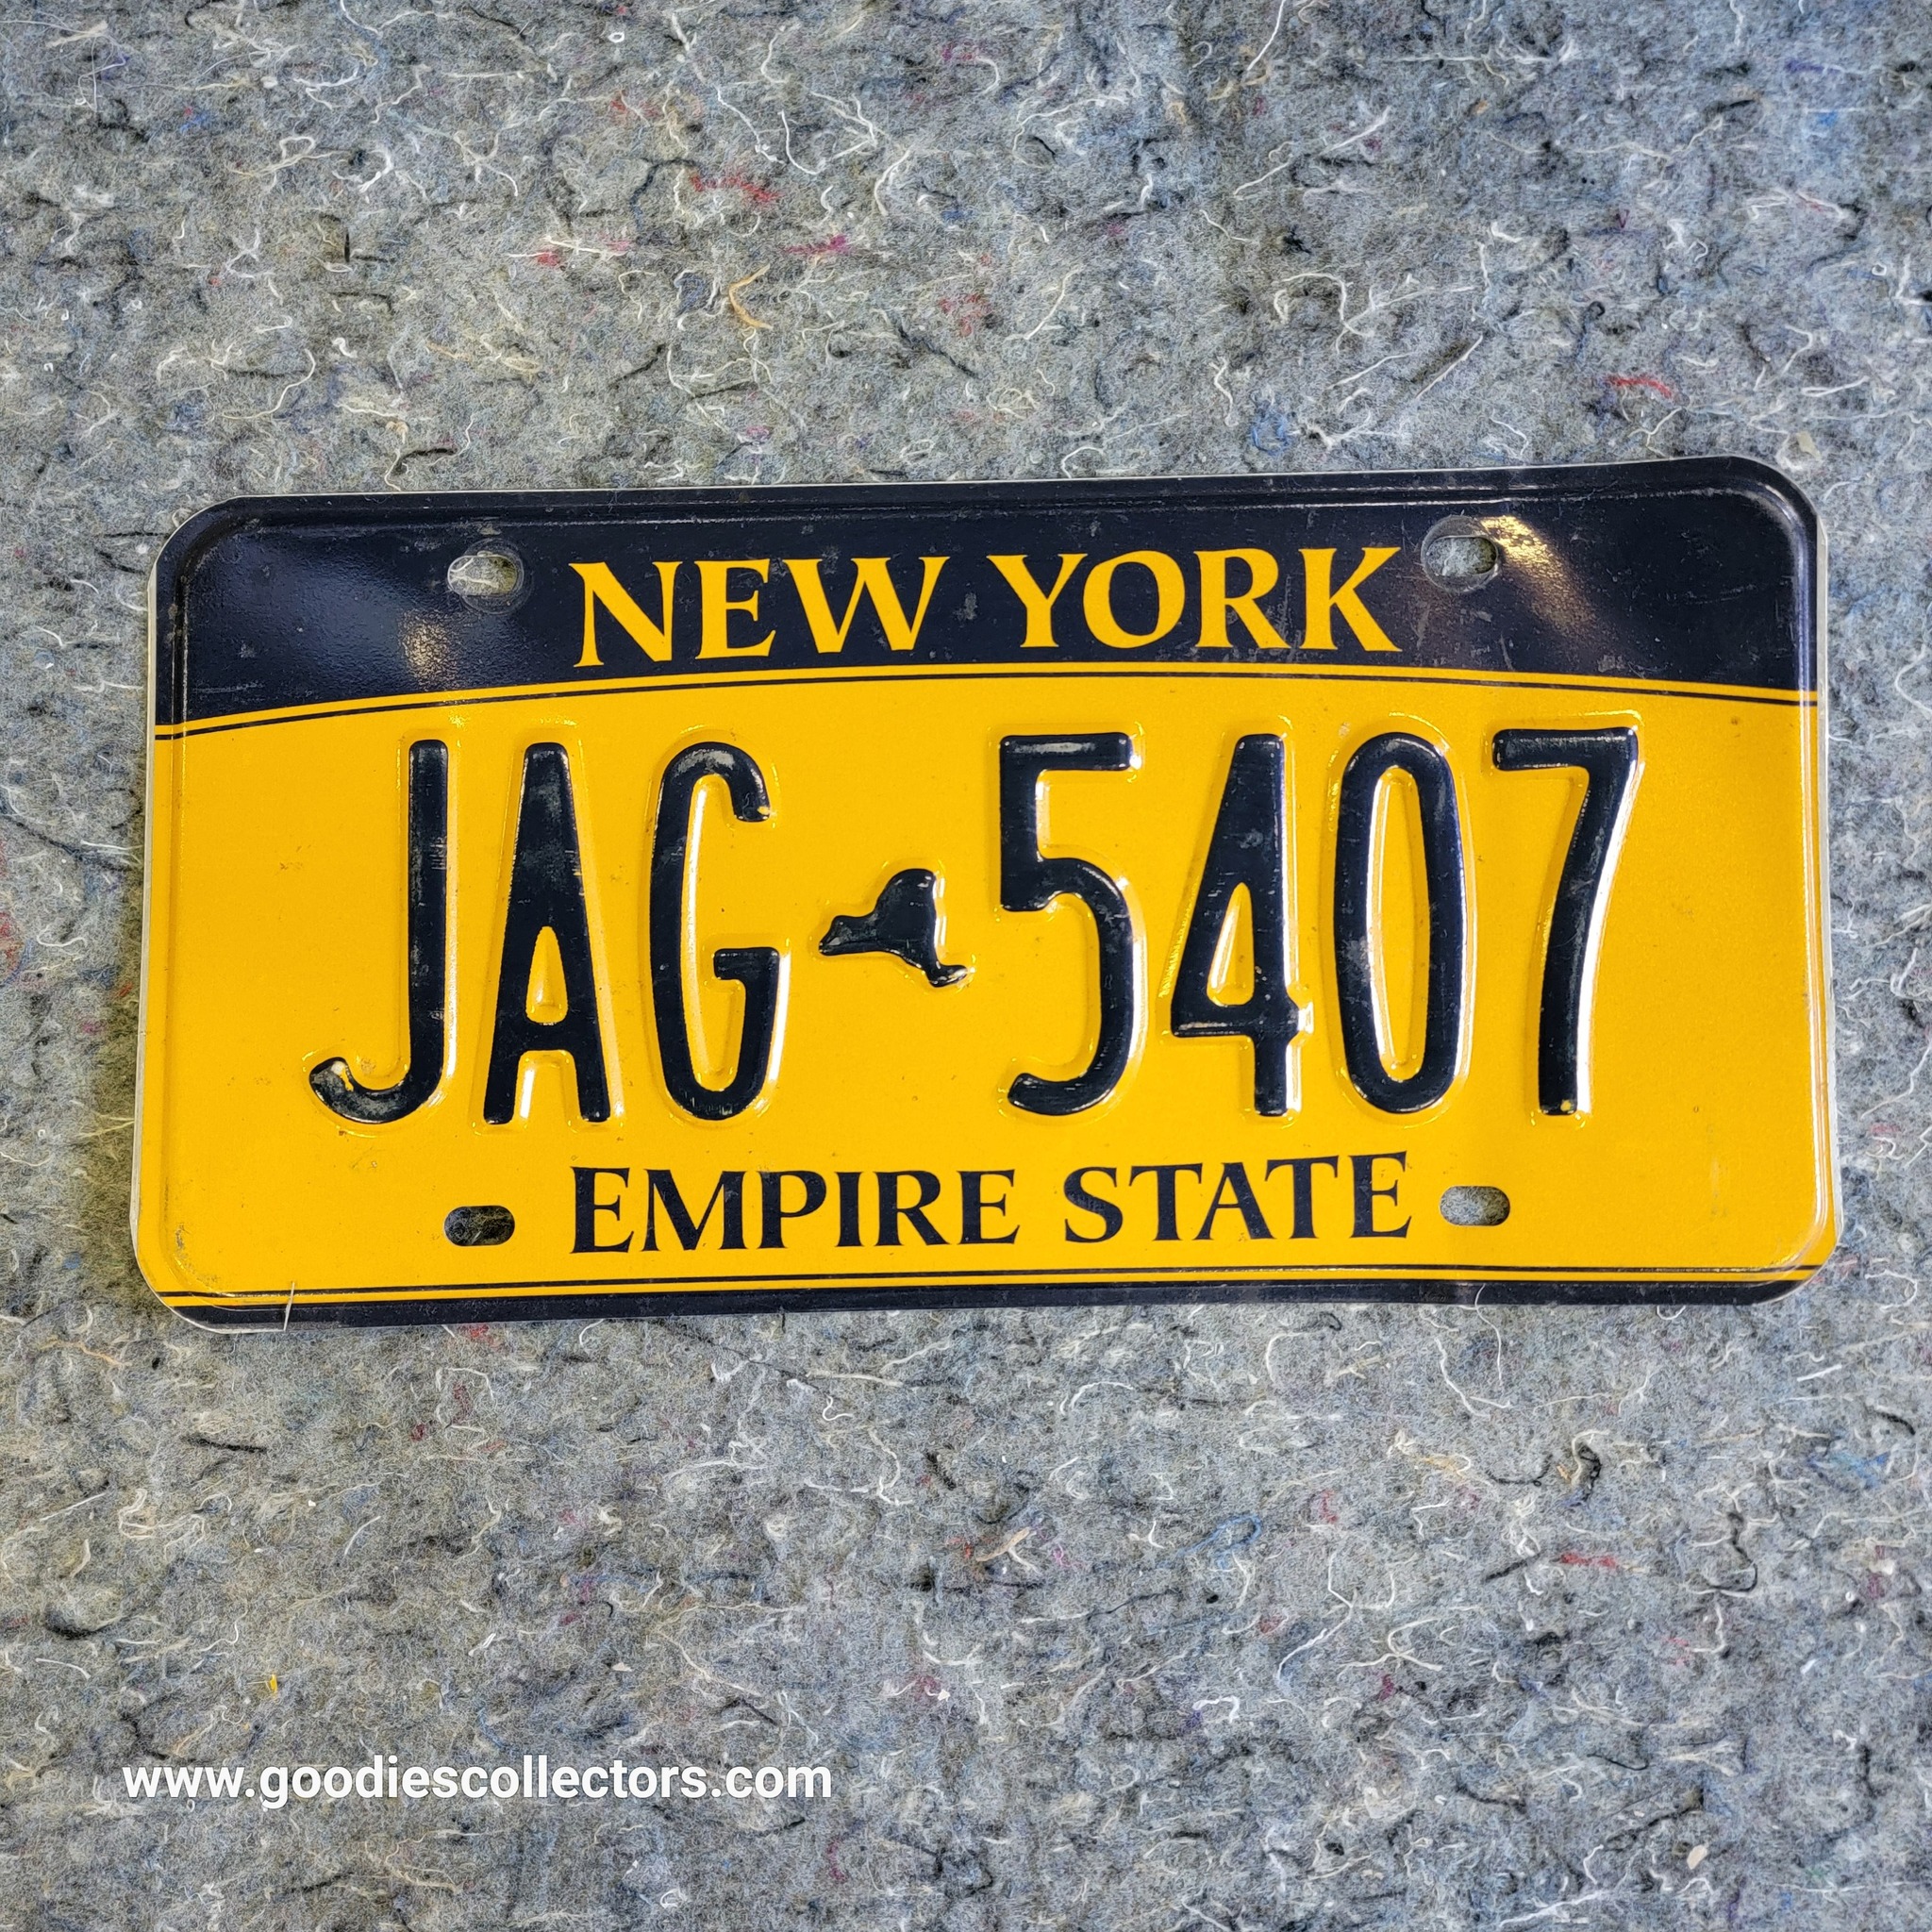 NEW YORK
JAG 5407
EMPIRE STATE
www.goodiescollectors.com